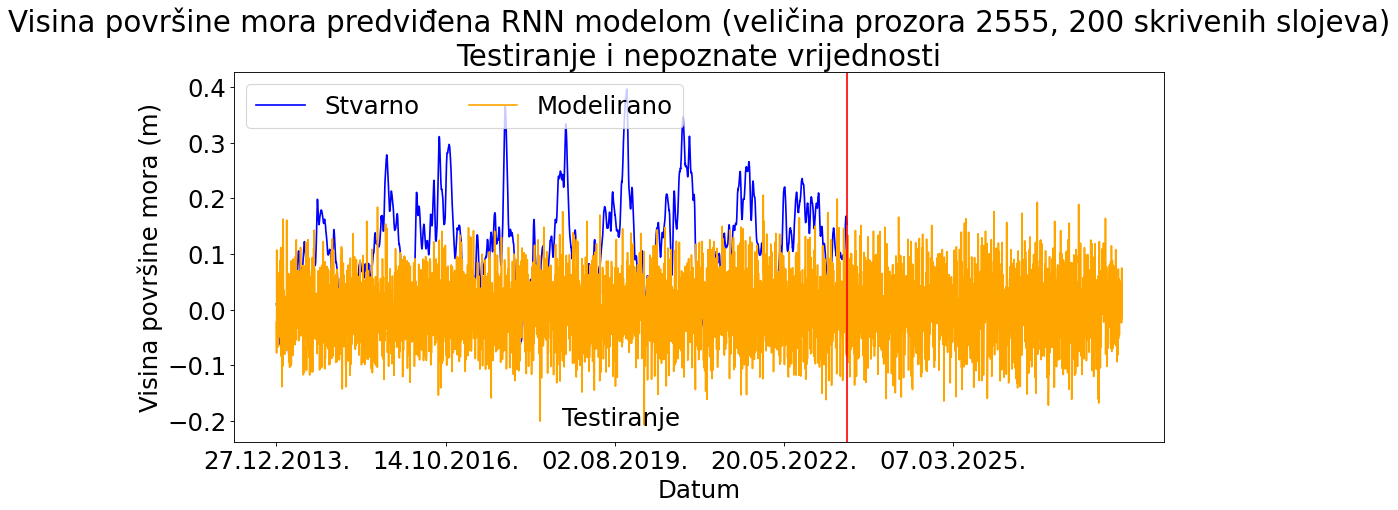 Visina površine mora predviđena RNN modelom (veličina prozora 2555, 200 skrivenih slojeva)
Testiranje i nepoznate vrijednosti
Stvarno Modelirano
Visina površine mora (m)
0.4
0.3
0.2
0.1
0.0
−0.1
−0.2
Testiranje
27.12.2013. 14.10.2016. 02.08.2019. 20.05.2022. 07.03.2025.
Datum